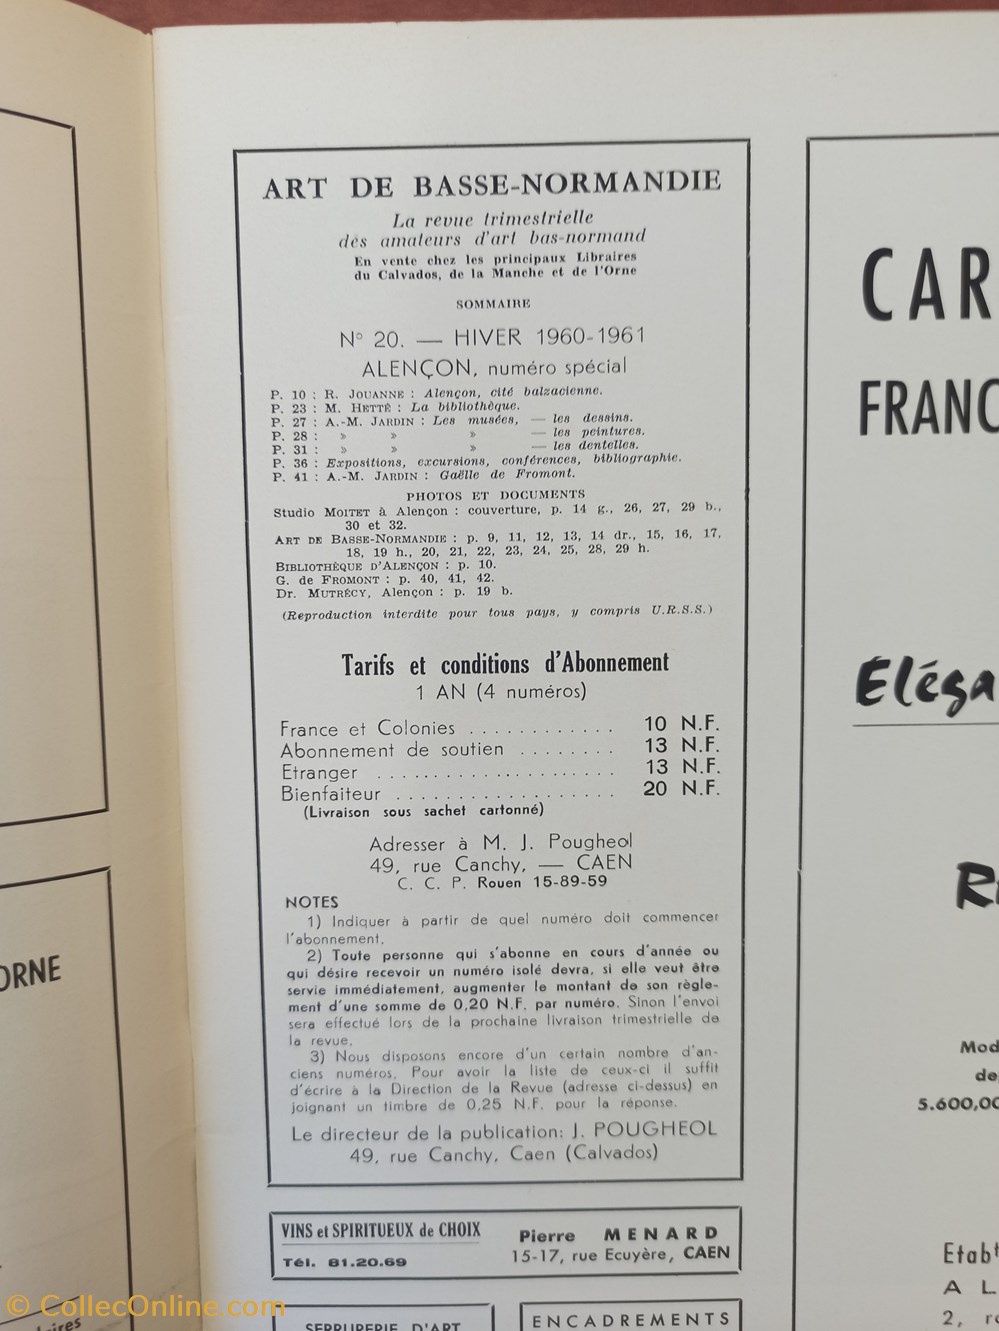 ART DE BASSE-NORMANDIE
La revue trimestrielle
des amateurs d'art bas-normand
En vente chez les principaux Libraires
du Calvados, de la Manche et de l'Orne
SOMMAIRE
N° 20. — HIVER 1960-1961
ALENÇON, numéro spécial
P. 10 : R. JOUANNE : Alençon, cité balzacienne.
P. 23 : M. HETTÉ : La bibliothèque.
P. 27 : A.-M. JARDIN : Les musées, — les dessins.
P. 28 : » » » — les peintures.
P. 31 : » » » — les dentelles.
P. 36 : Expositions, excursions, conférences, bibliographie.
P. 41 : A.-M. JARDIN : Gaëlle de Fromont.
PHOTOS ET DOCUMENTS
Studio MOITET à Alençon : couverture, p. 14 g., 26, 27, 29 b.,
30 et 32.
ART DE BASSE-NORMANDIE : p. 9, 11, 12, 13, 14 dr., 15, 16, 17,
18, 19 h., 20, 21, 22, 23, 24, 25, 28, 29 h.
BIBLIOTHÈQUE D'ALENÇON : p. 10.
G. de FROMONT : p. 40, 41, 42.
Dr. MUTRÉCY, Alençon : p. 19 b.
(Reproduction interdite pour tous pays, y compris U.R.S.S.)
Tarifs et conditions d'Abonnement
1 AN (4 numéros)
France et Colonies . . . . . . . . . . . . 10 N.F.
Abonnement de soutien . . . . . . . . 13 N.F.
Etranger . . . . . . . . . . . . . . . . . . . . 13 N.F.
Bienfaiteur . . . . . . . . . . . . . . . . . . 20 N.F.
(Livraison sous sachet cartonné)
Adresser à M. J. Pougheol
49, rue Canchy, — CAEN
C. C. P. Rouen 15-89-59
NOTES
1) Indiquer à partir de quel numéro doit commencer
l'abonnement.
2) Toute personne qui s'abonne en cours d'année ou
qui désire recevoir un numéro isolé devra, si elle veut être
servie immédiatement, augmenter le montant de son règle-
ment d'une somme de 0,20 N.F. par numéro. Sinon l'envoi
sera effectué lors de la prochaine livraison trimestrielle de
la revue.
3) Nous disposons encore d'un certain nombre d'an-
ciens numéros. Pour avoir la liste de ceux-ci il suffit
d'écrire à la Direction de la Revue (adresse ci-dessus) en
joignant un timbre de 0,25 N.F. pour la réponse.
Le directeur de la publication: J. POUGHEOL
49, rue Canchy, Caen (Calvados)
VINS et SPIRITUEUX de CHOIX
Tél. 81.20.69
Pierre MENARD
15-17, rue Ecuyère, CAEN
SERRURERIE D'ART
ENCADREMENTS
CAR
FRANC
Eléga
Mod
de
5.600,00
Etabt
A L
2, r
ORNE
© CollecOnline.com